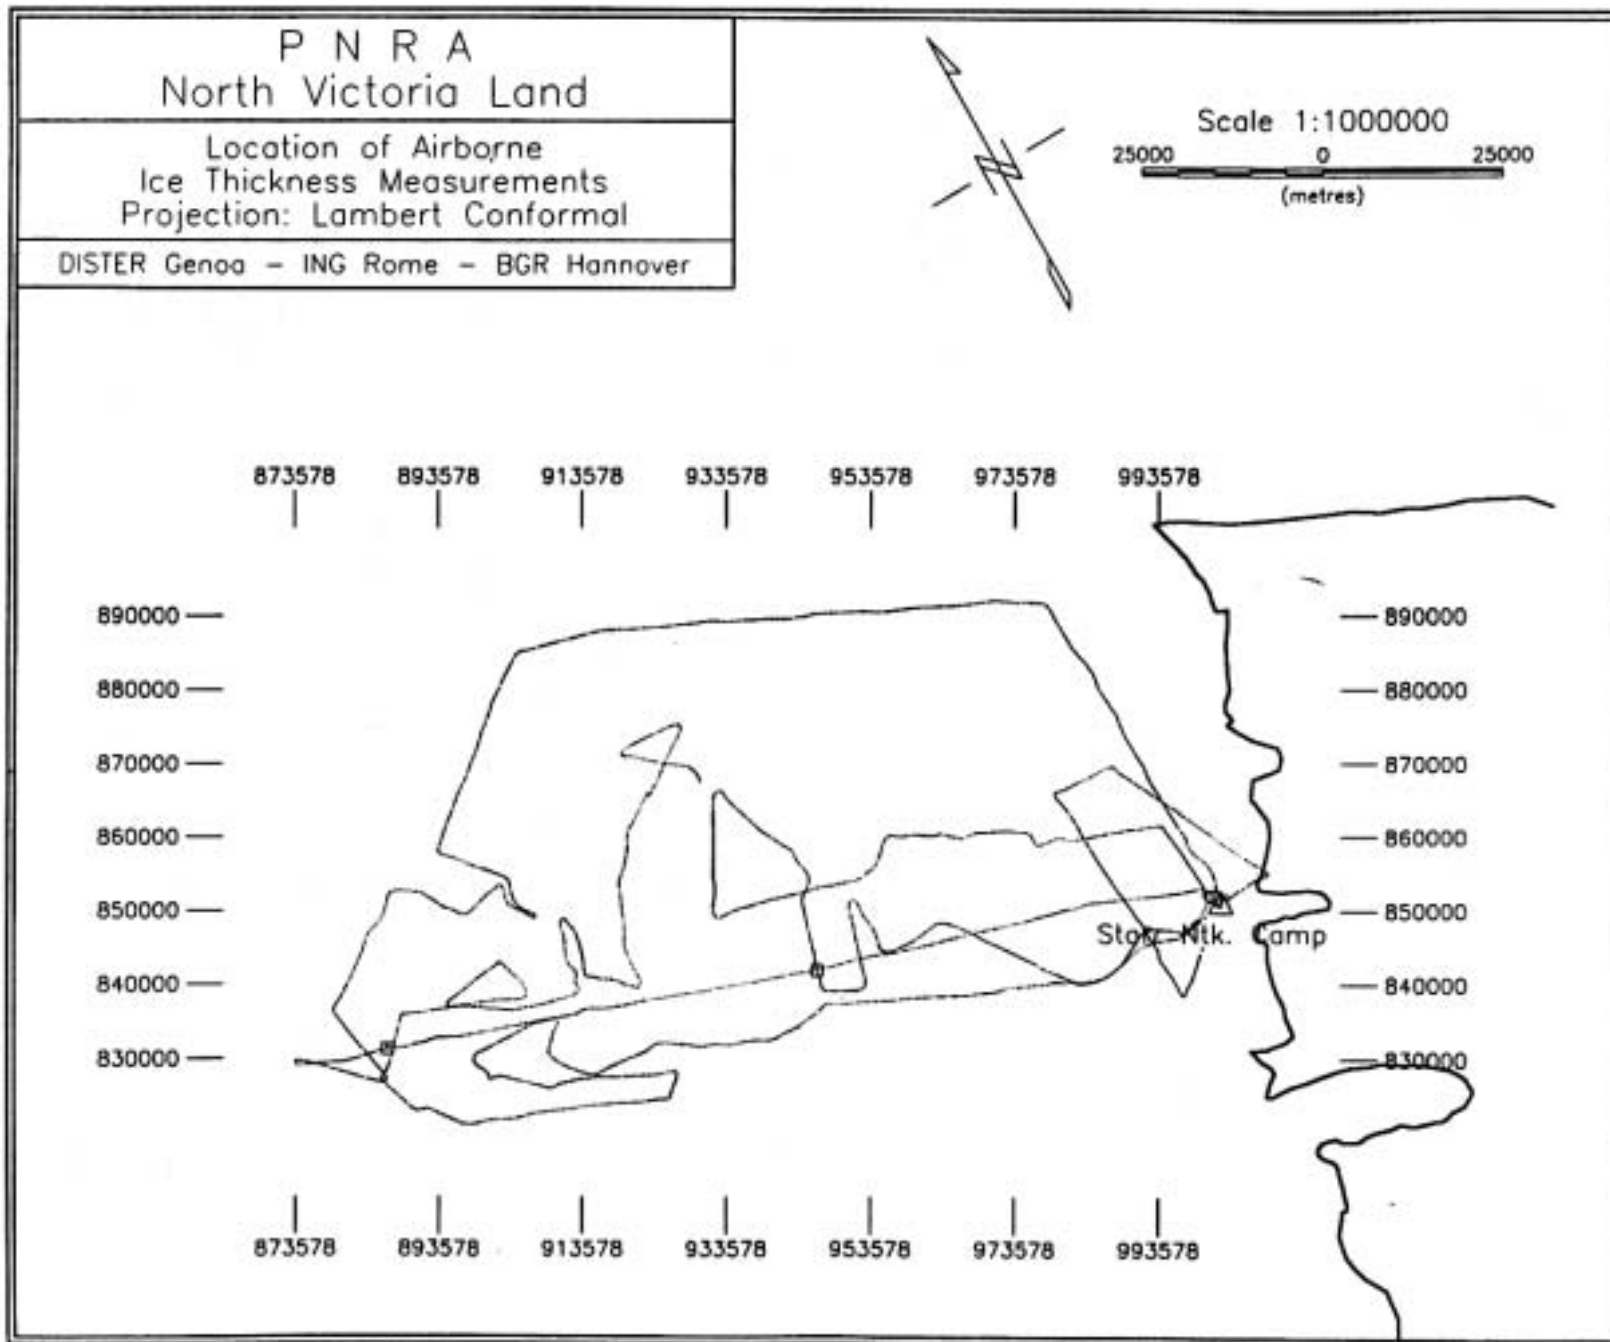 P N R A
North Victoria Land
Location of Airborne
Ice Thickness Measurements
Projection: Lambert Conformal
DISTER Genoa - ING Rome - BGR Hannover
N
Scale 1:1000000
25000 0 25000
(metres)
873578 893578 913578 933578 953578 973578 993578
890000 890000
880000 880000
870000 870000
860000 860000
850000 850000
Ntk. Camp
840000 840000
830000 830000
873578 893578 913578 933578 953578 973578 993578